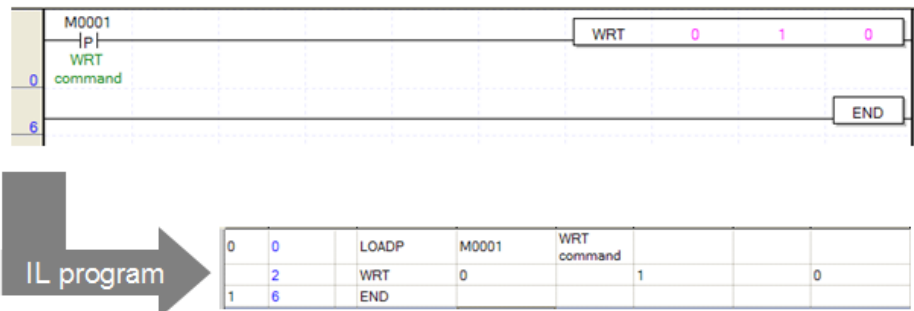 M0001
P
WRT 0 1 0
WRT
0 command
END
6
IL program
0 0 LOADP M0001 WRT
command
2 WRT 0 1 0
1 6 END